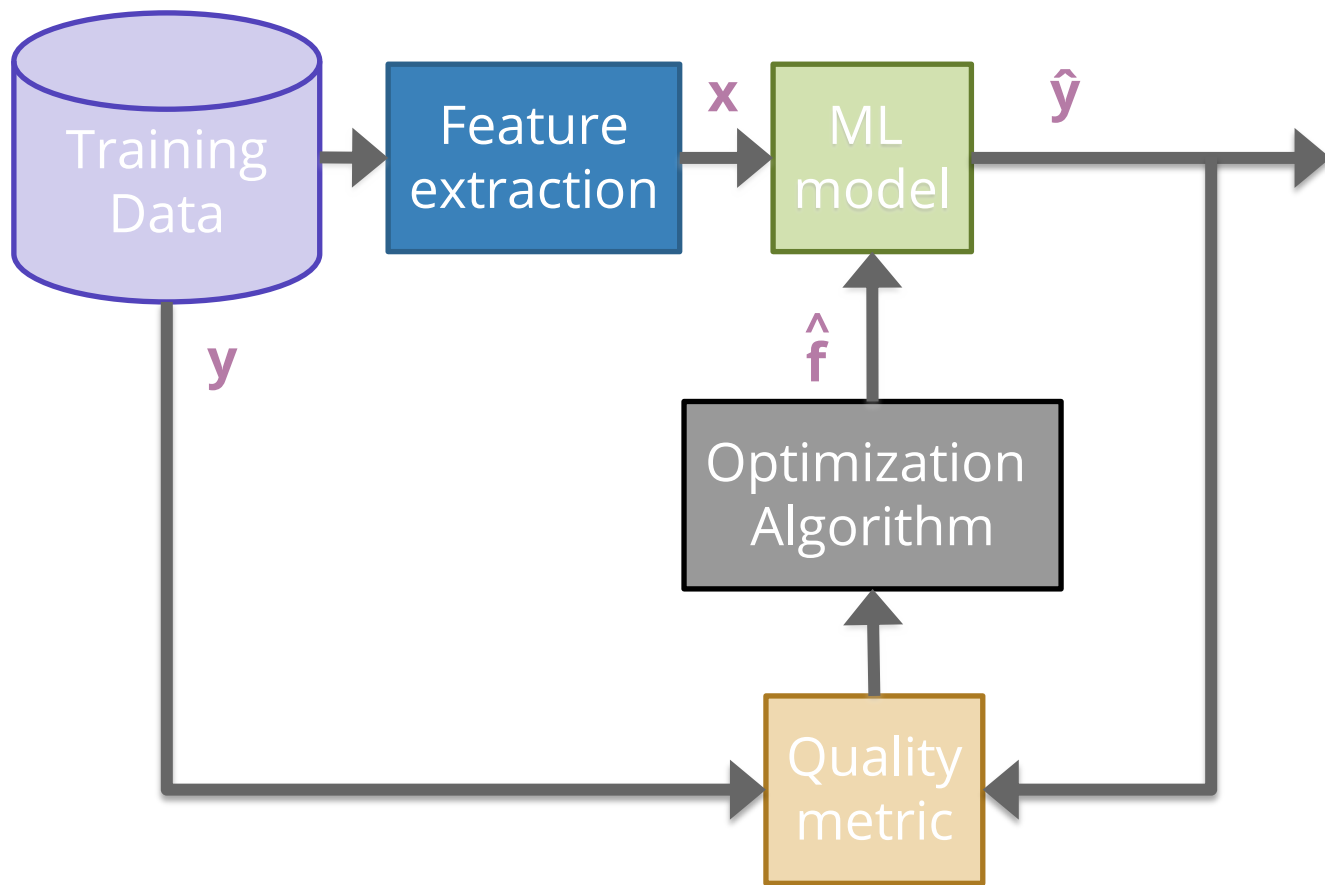 Training
Data
Feature
extraction
x
ML
model
ŷ
y
f̂
Optimization
Algorithm
Quality
metric